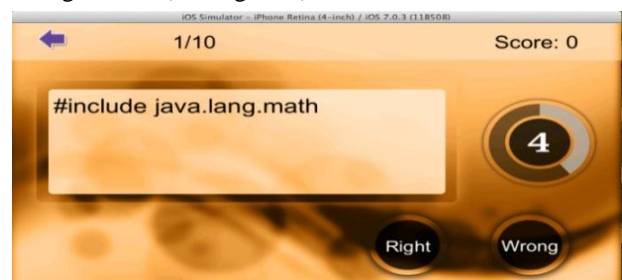 iOS Simulator - iPhone Retina (4-inch) / iOS 7.0.3 (11B508)
1/10 Score: 0
#include java.lang.math
4
Right Wrong